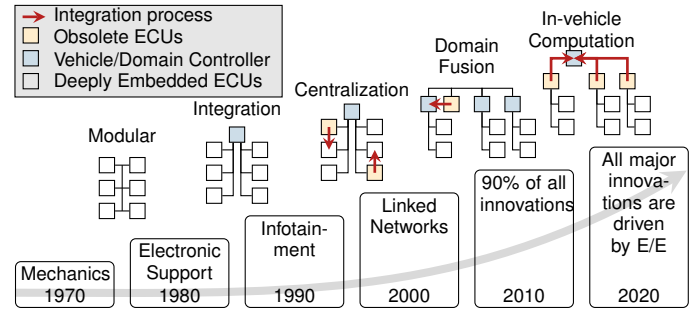 Integration process
Obsolete ECUs
Vehicle/Domain Controller
Deeply Embedded ECUs
Modular
Integration
Centralization
Domain
Fusion
In-vehicle
Computation
Mechanics
1970
Electronic
Support
1980
Infotain-
ment
1990
Linked
Networks
2000
90% of all
innovations
2010
All major
innova-
tions are
driven
by E/E
2020